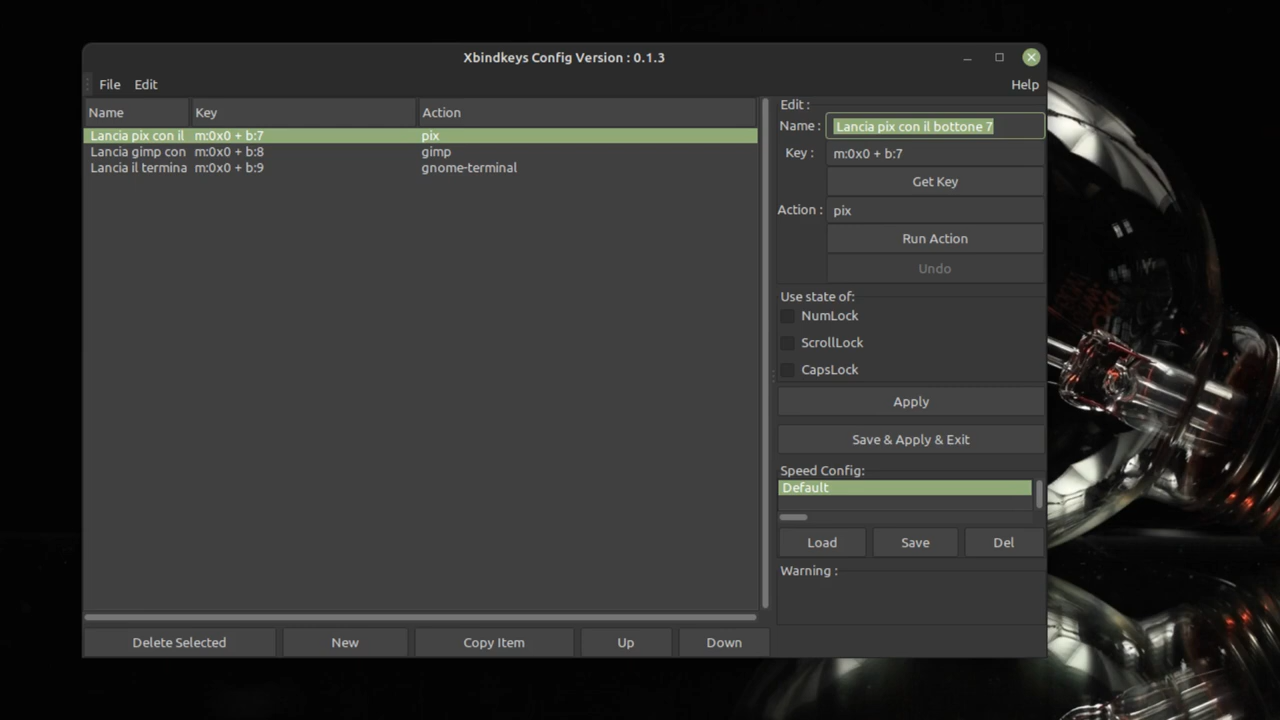 Xbindkeys Config Version : 0.1.3
File Edit Help
Name Key Action
Lancia pix con il m:0x0 + b:7 pix
Lancia gimp con m:0x0 + b:8 gimp
Lancia il termina m:0x0 + b:9 gnome-terminal
Edit :
Name : Lancia pix con il bottone 7
Key : m:0x0 + b:7
Get Key
Action : pix
Run Action
Undo
Use state of:
NumLock
ScrollLock
CapsLock
Apply
Save & Apply & Exit
Speed Config:
Default
Load Save Del
Warning :
Delete Selected New Copy Item Up Down